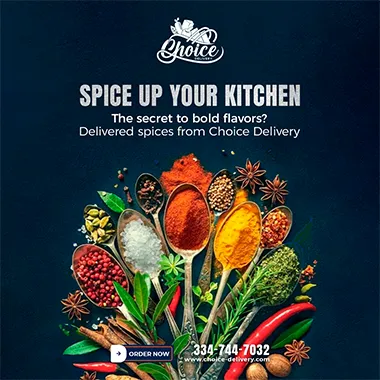 Choice
DELIVERY
SPICE UP YOUR KITCHEN
The secret to bold flavors?
Delivered spices from Choice Delivery
ORDER NOW
334-744-7032
www.choice-delivery.com